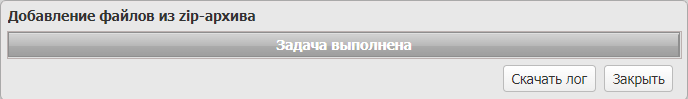 Добавление файлов из zip-архива
Задача выполнена
Скачать лог Закрыть